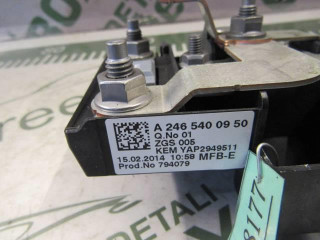 A 246 540 09 50
Q.No 01
ZGS 005
KEM YAP2949511
15.02.2014 10:58 MFB-E
Prod.No 794079
8177